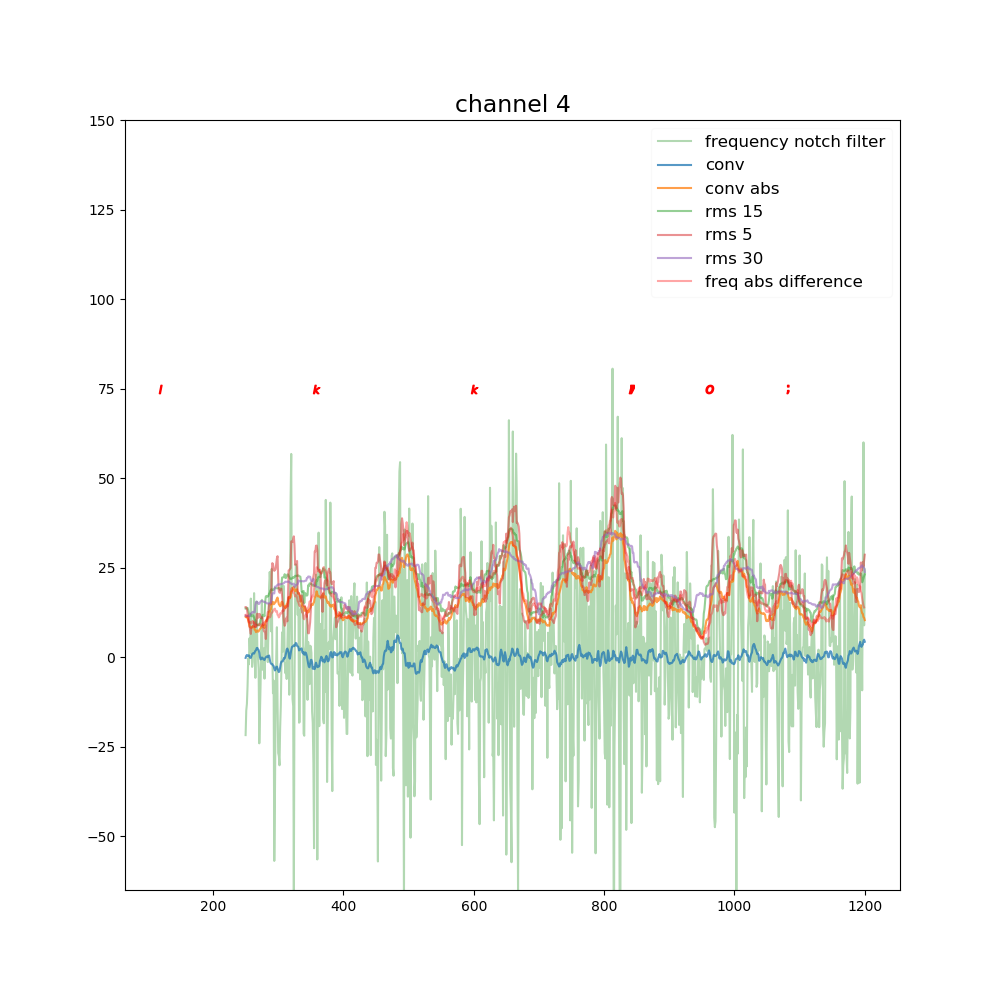 channel 4
150
125
100
75
50
25
0
−25
−50
frequency notch filter
conv
conv abs
rms 15
rms 5
rms 30
freq abs difference
l k k o ;
200 400 600 800 1000 1200